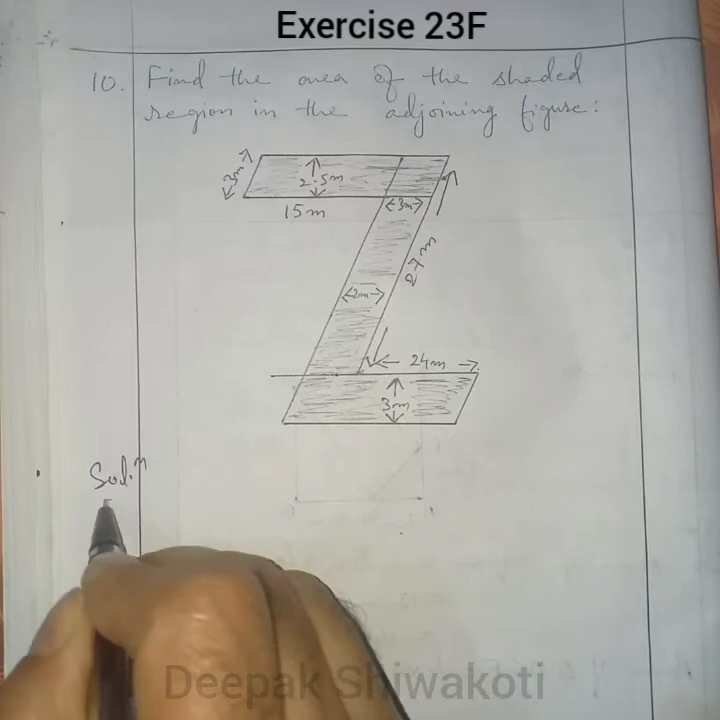 Exercise 23F
10. Find the area of the shaded
region in the adjoining figure:
3m
2.5m
15m
3m
27m
2m
24m
3m
Sol.ⁿ
Deepak Shiwakoti